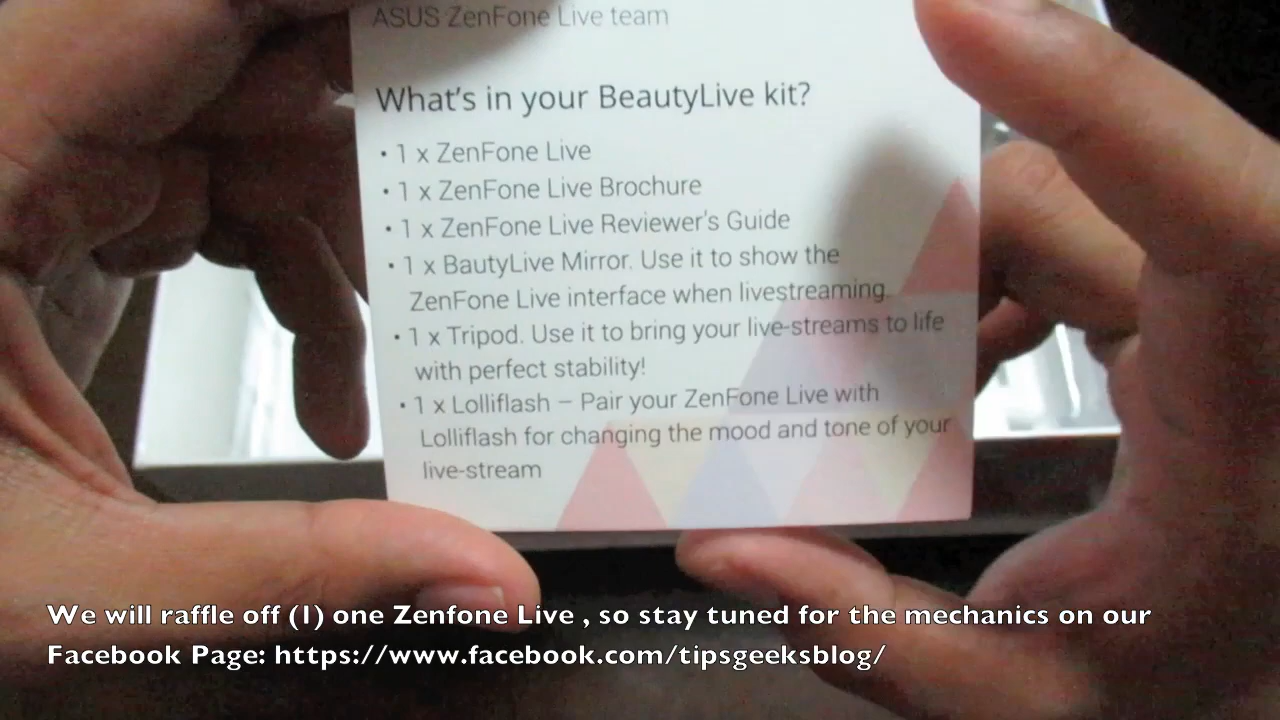 ASUS ZenFone Live team
What's in your BeautyLive kit?
• 1 x ZenFone Live
• 1 x ZenFone Live Brochure
• 1 x ZenFone Live Reviewer's Guide
• 1 x BautyLive Mirror. Use it to show the
ZenFone Live interface when livestreaming.
• 1 x Tripod. Use it to bring your live-streams to life
with perfect stability!
• 1 x Lolliflash – Pair your ZenFone Live with
Lolliflash for changing the mood and tone of your
live-stream
We will raffle off (1) one Zenfone Live , so stay tuned for the mechanics on our
Facebook Page: https://www.facebook.com/tipsgeeksblog/